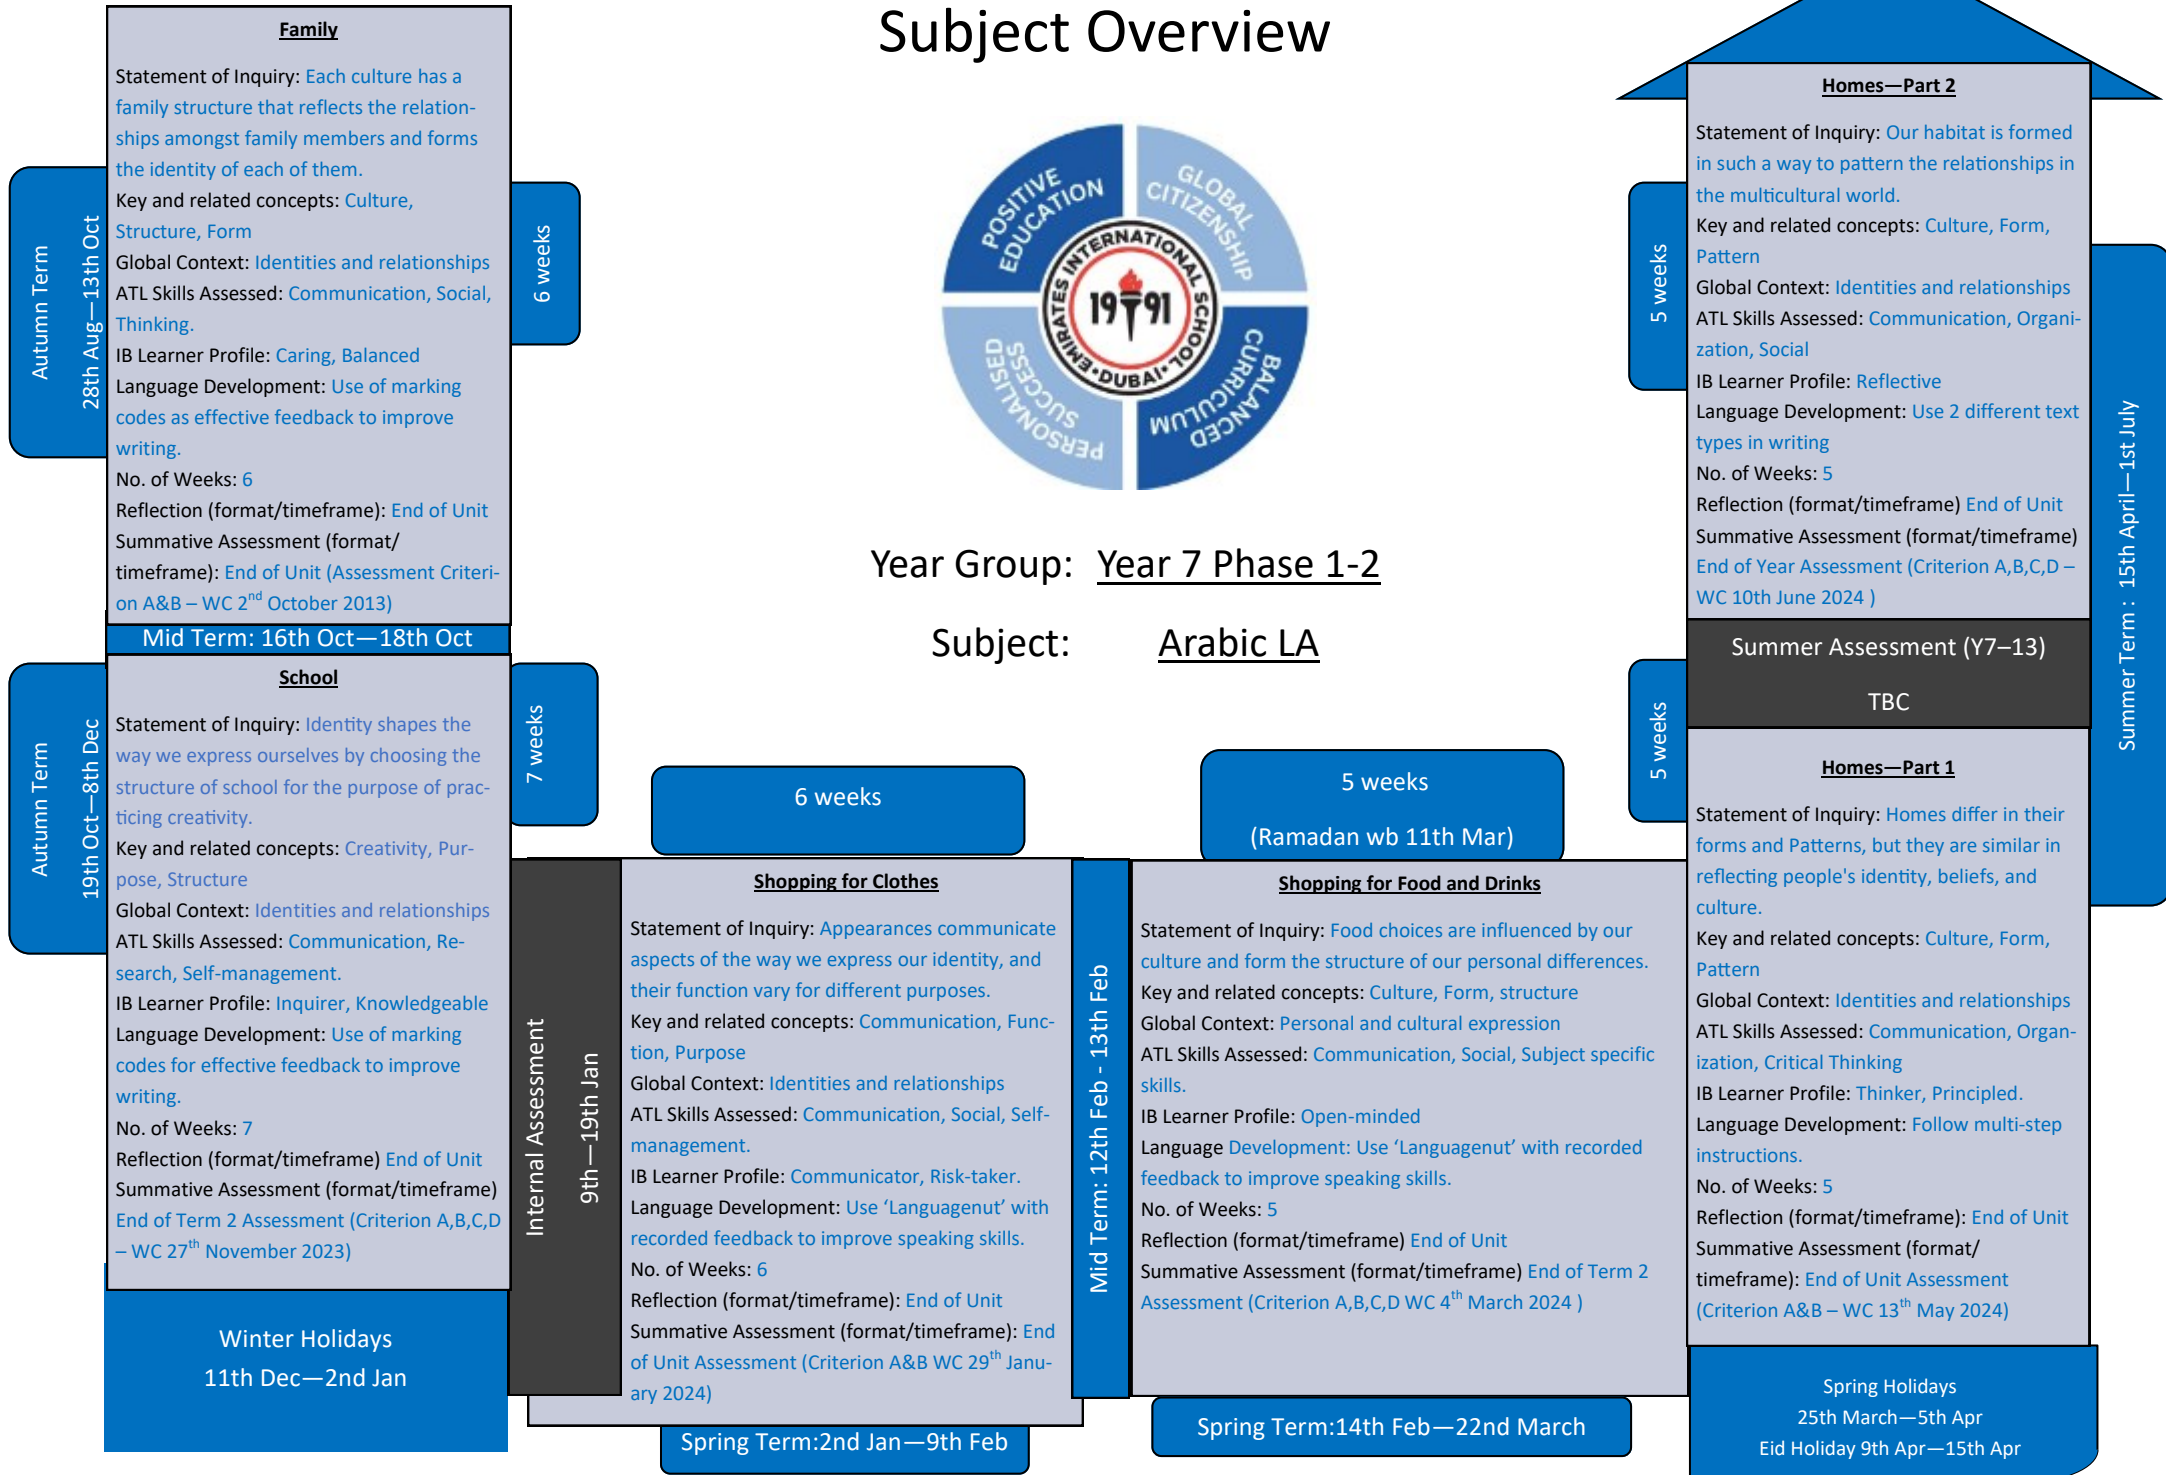 Subject Overview
POSITIVE EDUCATION
GLOBAL CITIZENSHIP
PERSONALISED SUCCESS
BALANCED CURRICULUM
EMIRATES INTERNATIONAL SCHOOL • DUBAI •
1991
Year Group: Year 7 Phase 1-2
Subject: Arabic LA
Autumn Term
28th Aug—13th Oct
6 weeks
Family
Statement of Inquiry: Each culture has a
family structure that reflects the relation-
ships amongst family members and forms
the identity of each of them.
Key and related concepts: Culture,
Structure, Form
Global Context: Identities and relationships
ATL Skills Assessed: Communication, Social,
Thinking.
IB Learner Profile: Caring, Balanced
Language Development: Use of marking
codes as effective feedback to improve
writing.
No. of Weeks: 6
Reflection (format/timeframe): End of Unit
Summative Assessment (format/
timeframe): End of Unit (Assessment Criteri-
on A&B – WC 2nd October 2013)
Mid Term: 16th Oct—18th Oct
Autumn Term
19th Oct—8th Dec
7 weeks
School
Statement of Inquiry: Identity shapes the
way we express ourselves by choosing the
structure of school for the purpose of prac-
ticing creativity.
Key and related concepts: Creativity, Pur-
pose, Structure
Global Context: Identities and relationships
ATL Skills Assessed: Communication, Re-
search, Self-management.
IB Learner Profile: Inquirer, Knowledgeable
Language Development: Use of marking
codes for effective feedback to improve
writing.
No. of Weeks: 7
Reflection (format/timeframe) End of Unit
Summative Assessment (format/timeframe)
End of Term 2 Assessment (Criterion A,B,C,D
– WC 27th November 2023)
Winter Holidays
11th Dec—2nd Jan
Internal Assessment
9th—19th Jan
6 weeks
Shopping for Clothes
Statement of Inquiry: Appearances communicate
aspects of the way we express our identity, and
their function vary for different purposes.
Key and related concepts: Communication, Func-
tion, Purpose
Global Context: Identities and relationships
ATL Skills Assessed: Communication, Social, Self-
management.
IB Learner Profile: Communicator, Risk-taker.
Language Development: Use ‘Languagenut’ with
recorded feedback to improve speaking skills.
No. of Weeks: 6
Reflection (format/timeframe): End of Unit
Summative Assessment (format/timeframe): End
of Unit Assessment (Criterion A&B WC 29th Janu-
ary 2024)
Spring Term:2nd Jan—9th Feb
Mid Term: 12th Feb - 13th Feb
5 weeks
(Ramadan wb 11th Mar)
Shopping for Food and Drinks
Statement of Inquiry: Food choices are influenced by our
culture and form the structure of our personal differences.
Key and related concepts: Culture, Form, structure
Global Context: Personal and cultural expression
ATL Skills Assessed: Communication, Social, Subject specific
skills.
IB Learner Profile: Open-minded
Language Development: Use ‘Languagenut’ with recorded
feedback to improve speaking skills.
No. of Weeks: 5
Reflection (format/timeframe) End of Unit
Summative Assessment (format/timeframe) End of Term 2
Assessment (Criterion A,B,C,D WC 4th March 2024 )
Spring Term:14th Feb—22nd March
Homes—Part 2
Statement of Inquiry: Our habitat is formed
in such a way to pattern the relationships in
the multicultural world.
Key and related concepts: Culture, Form,
Pattern
Global Context: Identities and relationships
ATL Skills Assessed: Communication, Organi-
zation, Social
IB Learner Profile: Reflective
Language Development: Use 2 different text
types in writing
No. of Weeks: 5
Reflection (format/timeframe) End of Unit
Summative Assessment (format/timeframe)
End of Year Assessment (Criterion A,B,C,D –
WC 10th June 2024 )
5 weeks
Summer Term : 15th April—1st July
Summer Assessment (Y7–13)
TBC
5 weeks
Homes—Part 1
Statement of Inquiry: Homes differ in their
forms and Patterns, but they are similar in
reflecting people's identity, beliefs, and
culture.
Key and related concepts: Culture, Form,
Pattern
Global Context: Identities and relationships
ATL Skills Assessed: Communication, Organ-
ization, Critical Thinking
IB Learner Profile: Thinker, Principled.
Language Development: Follow multi-step
instructions.
No. of Weeks: 5
Reflection (format/timeframe): End of Unit
Summative Assessment (format/
timeframe): End of Unit Assessment
(Criterion A&B – WC 13th May 2024)
Spring Holidays
25th March—5th Apr
Eid Holiday 9th Apr—15th Apr